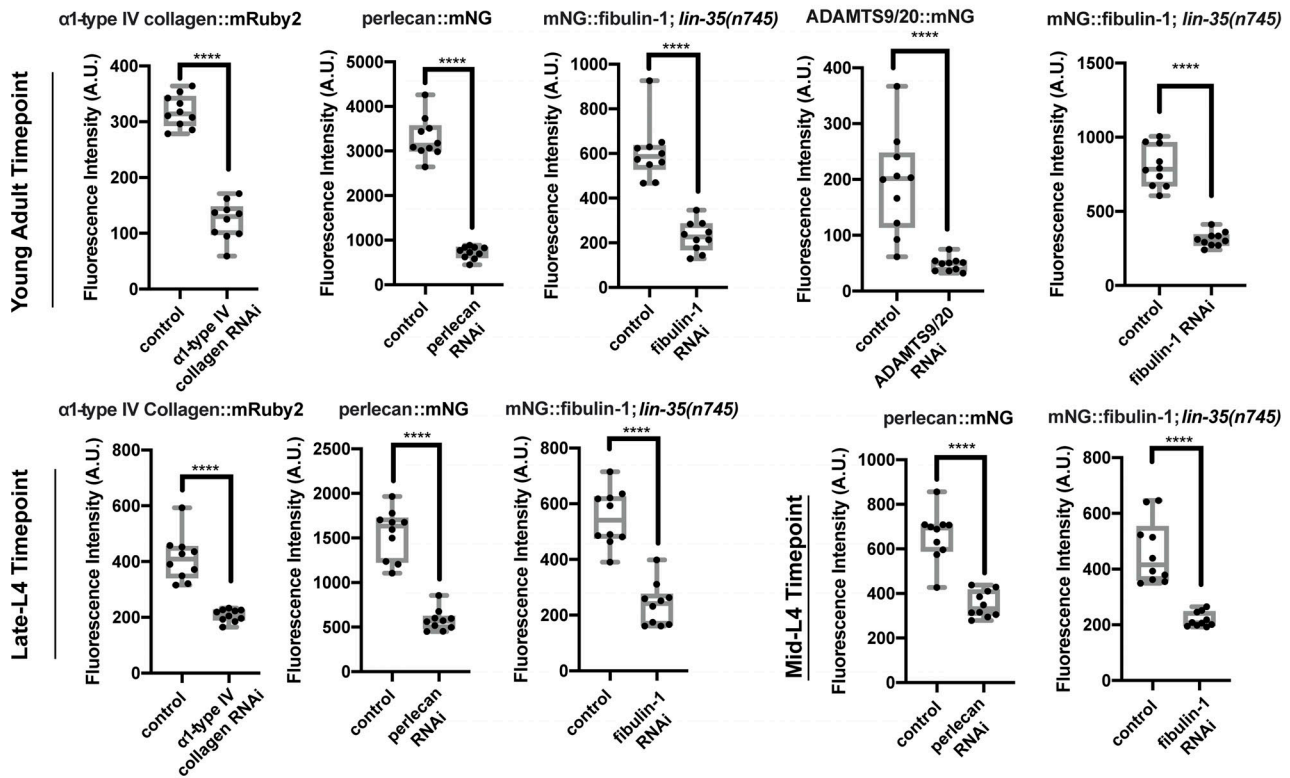 α1-type IV collagen::mRuby2
perlecan::mNG
mNG::fibulin-1; lin-35(n745)
ADAMTS9/20::mNG
mNG::fibulin-1; lin-35(n745)
Young Adult Timepoint
Fluorescence Intensity (A.U.)
400
300
200
100
0
****
control
α1-type IV
collagen RNAi
Fluorescence Intensity (A.U.)
5000
4000
3000
2000
1000
0
****
control
perlecan
RNAi
Fluorescence Intensity (A.U.)
1000
800
600
400
200
0
****
control
fibulin-1
RNAi
Fluorescence Intensity (A.U.)
400
300
200
100
0
****
control
ADAMTS9/20
RNAi
Fluorescence Intensity (A.U.)
1500
1000
500
0
****
control
fibulin-1 RNAi
α1-type IV Collagen::mRuby2
perlecan::mNG
mNG::fibulin-1; lin-35(n745)
perlecan::mNG
mNG::fibulin-1; lin-35(n745)
Late-L4 Timepoint
Fluorescence Intensity (A.U.)
800
600
400
200
0
****
control
α1-type IV
collagen RNAi
Fluorescence Intensity (A.U.)
2500
2000
1500
1000
500
0
****
control
perlecan
RNAi
Fluorescence Intensity (A.U.)
800
600
400
200
0
****
control
fibulin-1
RNAi
Mid-L4 Timepoint
Fluorescence Intensity (A.U.)
1000
800
600
400
200
0
****
control
perlecan
RNAi
Fluorescence Intensity (A.U.)
800
600
400
200
0
****
control
fibulin-1
RNAi